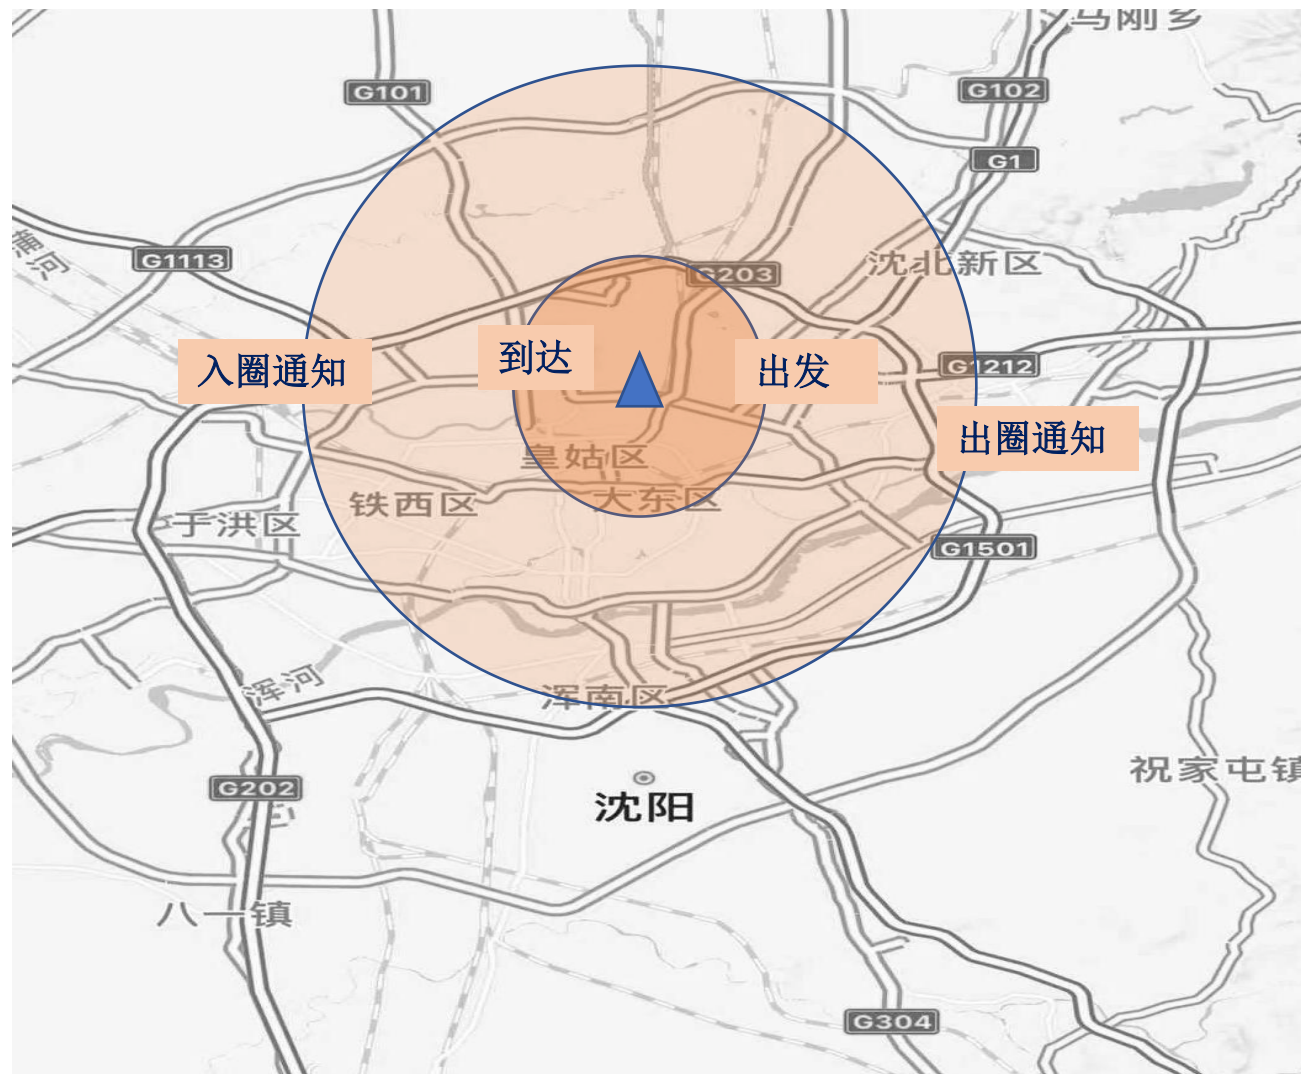 马刚乡
G101
G102
G1
蒲河
G1113
沈北新区
G203
入圈通知
到达
出发
G1212
出圈通知
皇姑区
铁西区
大东区
于洪区
G1501
浑河
浑南区
G202
沈阳
祝家屯镇
八一镇
G304